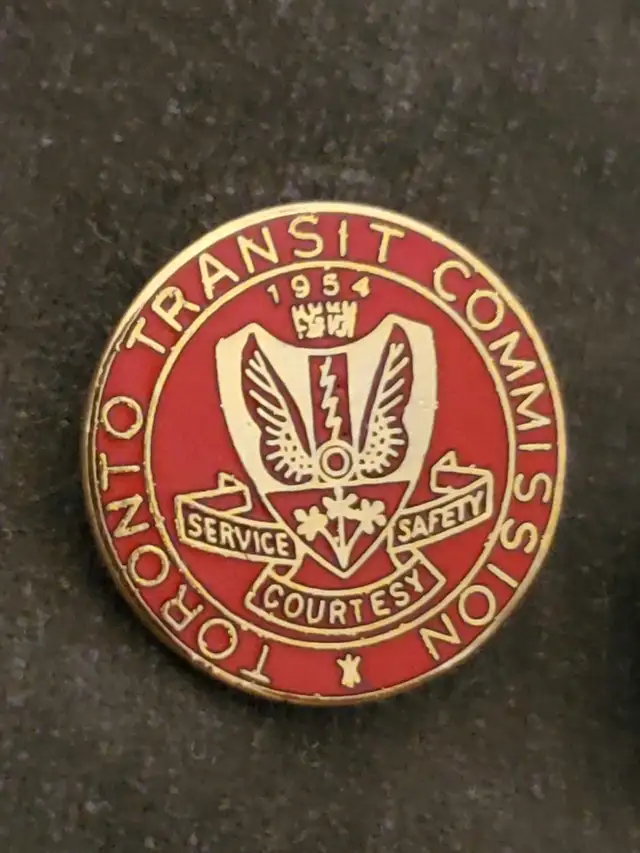 TORONTO TRANSIT COMMISSION
1954
SERVICE
SAFETY
COURTESY